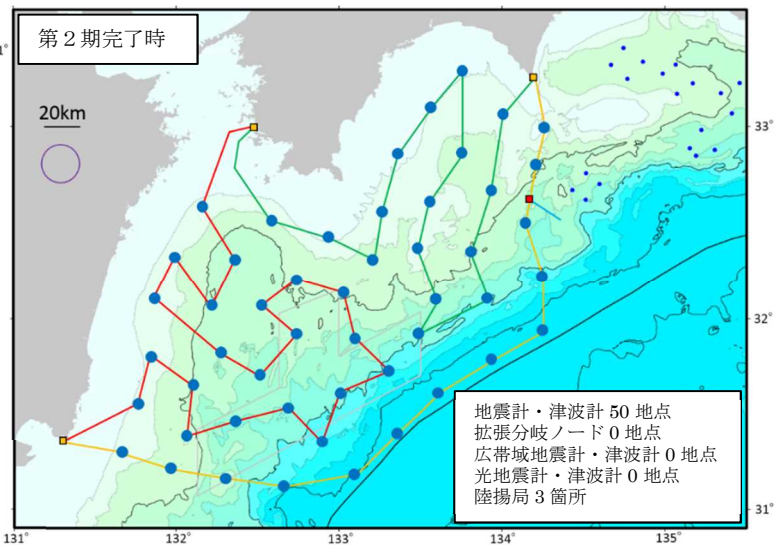 第２期完了時
20km
33°
32°
31°
131°
132°
133°
134°
135°
地震計・津波計 50 地点
拡張分岐ノード 0 地点
広帯域地震計・津波計 0 地点
光地震計・津波計 0 地点
陸揚局 3 箇所